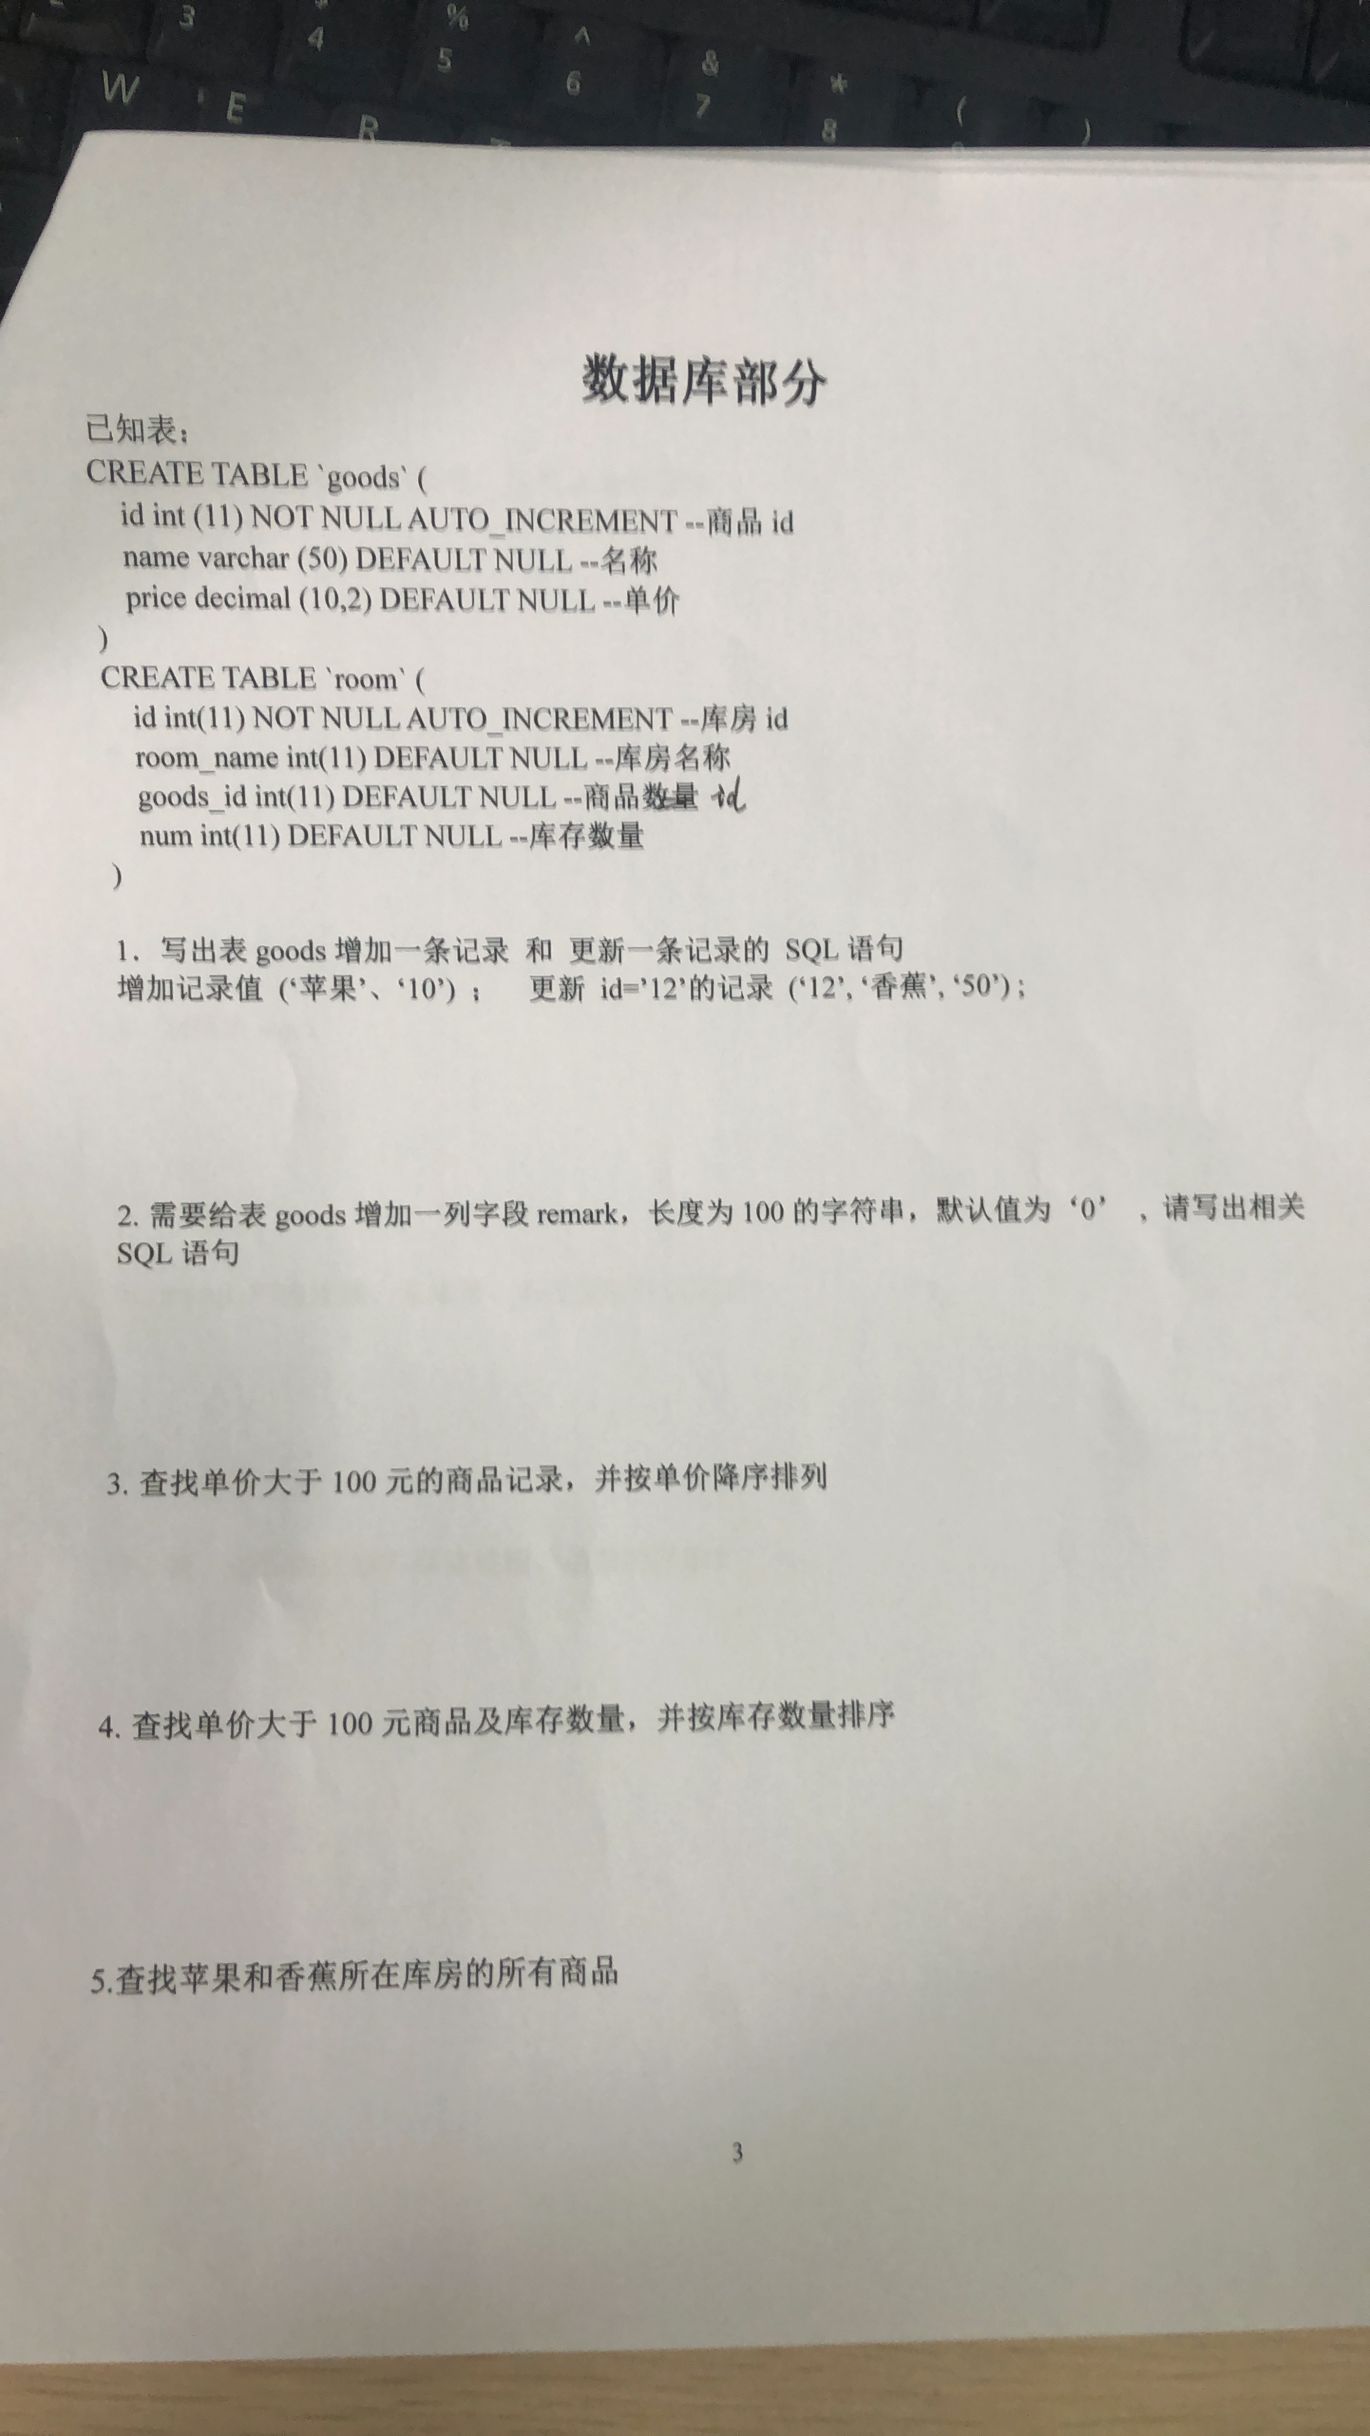 3 $ 4 % 5 ^ 6 & 7 * 8 ( )
W E R
数据库部分
已知表：
CREATE TABLE `goods` (
id int (11) NOT NULL AUTO_INCREMENT --商品 id
name varchar (50) DEFAULT NULL --名称
price decimal (10,2) DEFAULT NULL --单价
)
CREATE TABLE `room` (
id int(11) NOT NULL AUTO_INCREMENT --库房 id
room_name int(11) DEFAULT NULL --库房名称
goods_id int(11) DEFAULT NULL --商品数量 id
num int(11) DEFAULT NULL --库存数量
)
1. 写出表 goods 增加一条记录 和 更新一条记录的 SQL 语句
增加记录值（‘苹果’、‘10’）； 更新 id=’12’的记录（‘12’, ‘香蕉’, ‘50’）;
2. 需要给表 goods 增加一列字段 remark，长度为 100 的字符串，默认值为‘0’ , 请写出相关
SQL 语句
3. 查找单价大于 100 元的商品记录，并按单价降序排列
4. 查找单价大于 100 元商品及库存数量，并按库存数量排序
5.查找苹果和香蕉所在库房的所有商品
3